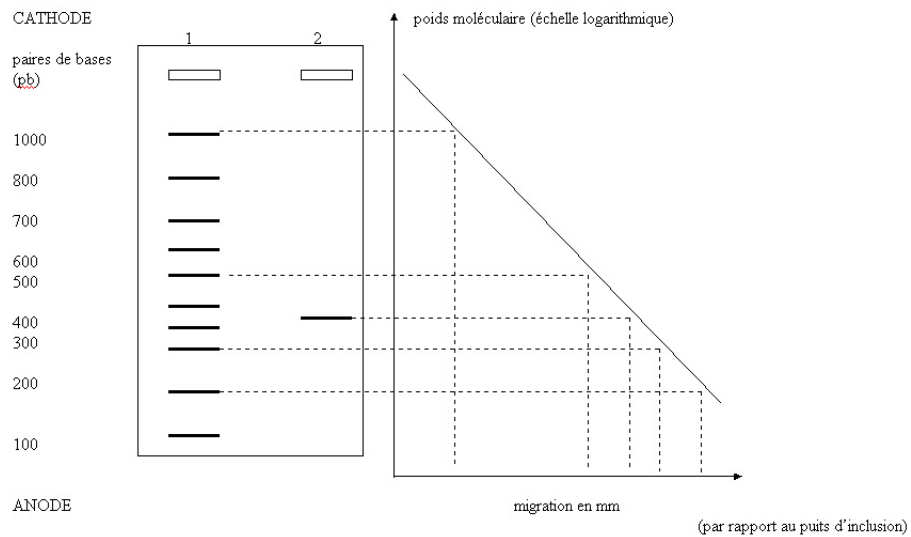 CATHODE
poids moléculaire (échelle logarithmique)
1 2
paires de bases
(pb)
1000
800
700
600
500
400
300
200
100
ANODE
migration en mm
(par rapport au puits d’inclusion)